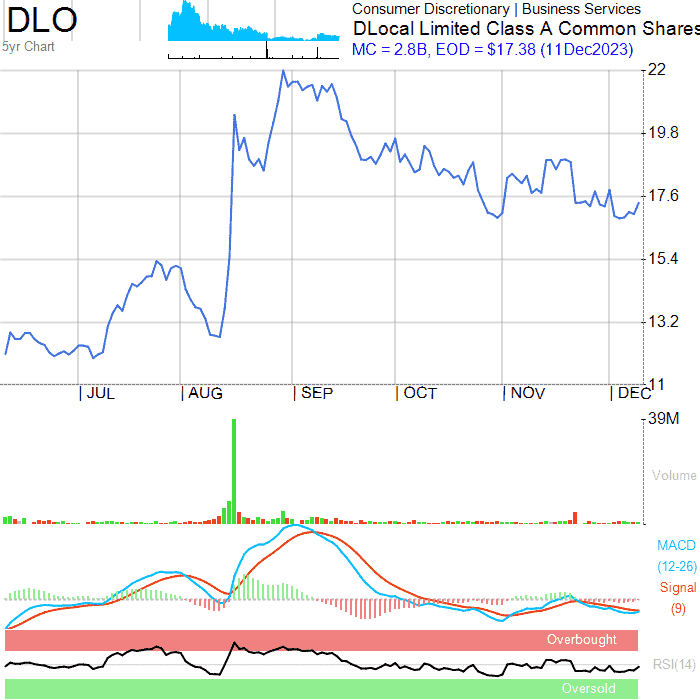 DLO
5yr Chart
Consumer Discretionary | Business Services
DLocal Limited Class A Common Shares
MC = 2.8B, EOD = $17.38 (11Dec2023)
22
19.8
17.6
15.4
13.2
11
| JUL | AUG | SEP | OCT | NOV | DEC
39M
Volume
MACD
(12-26)
Signal
(9)
Overbought
RSI(14)
Oversold